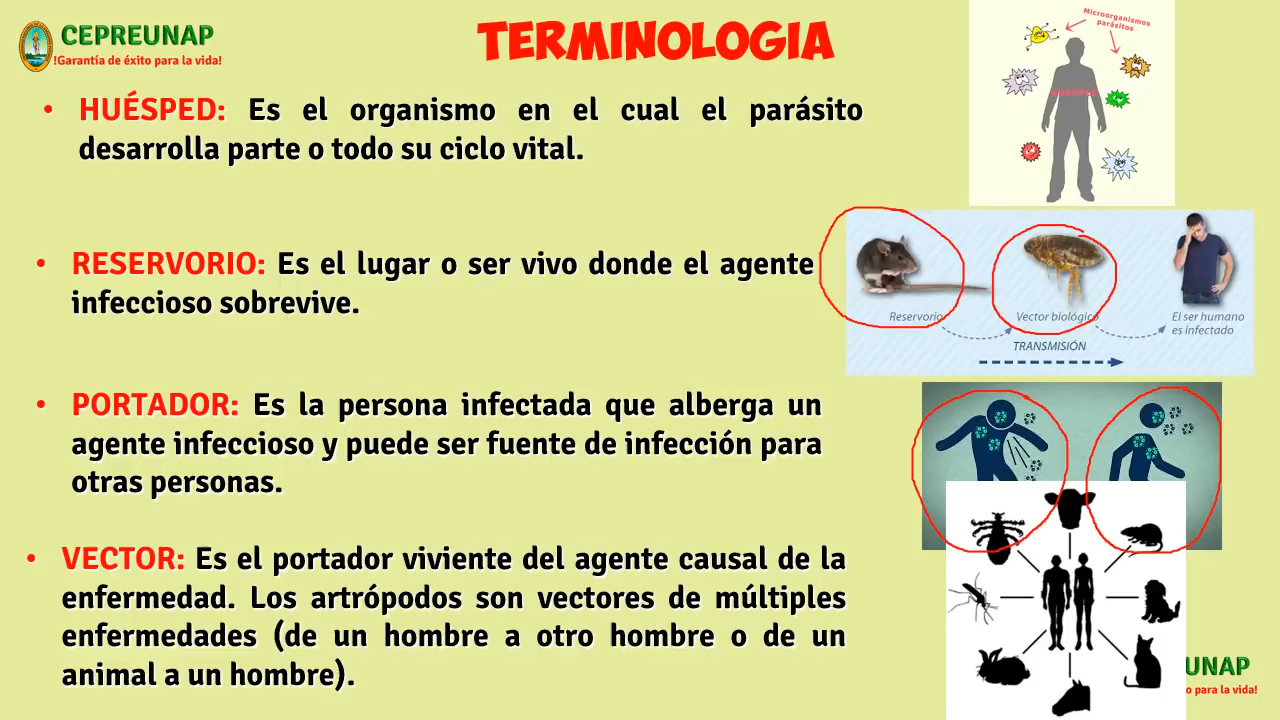 CEPREUNAP
!Garantía de éxito para la vida!
TERMINOLOGIA
Microorganismos
parásitos
• HUÉSPED: Es el organismo en el cual el parásito
desarrolla parte o todo su ciclo vital.
• RESERVORIO: Es el lugar o ser vivo donde el agente
infeccioso sobrevive.
Reservorio
Vector biológico
El ser humano
es infectado
TRANSMISIÓN
• PORTADOR: Es la persona infectada que alberga un
agente infeccioso y puede ser fuente de infección para
otras personas.
• VECTOR: Es el portador viviente del agente causal de la
enfermedad. Los artrópodos son vectores de múltiples
enfermedades (de un hombre a otro hombre o de un
animal a un hombre).
UNAP
o para la vida!